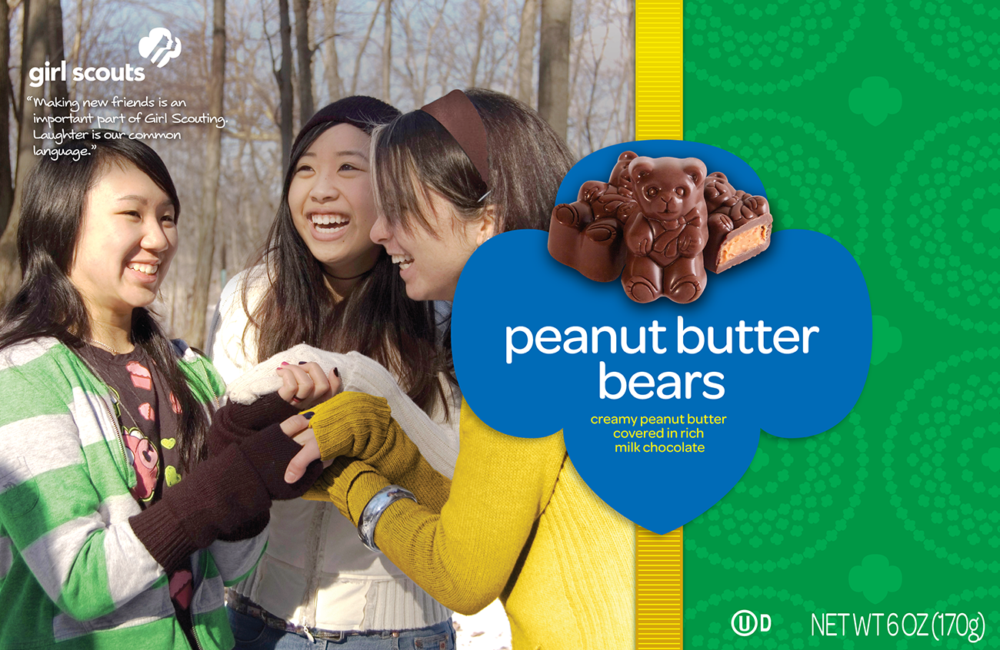 girl scouts
“Making new friends is an
important part of Girl Scouting.
Laughter is our common
language.”
peanut butter
bears
creamy peanut butter
covered in rich
milk chocolate
U D NET WT 6 OZ (170g)